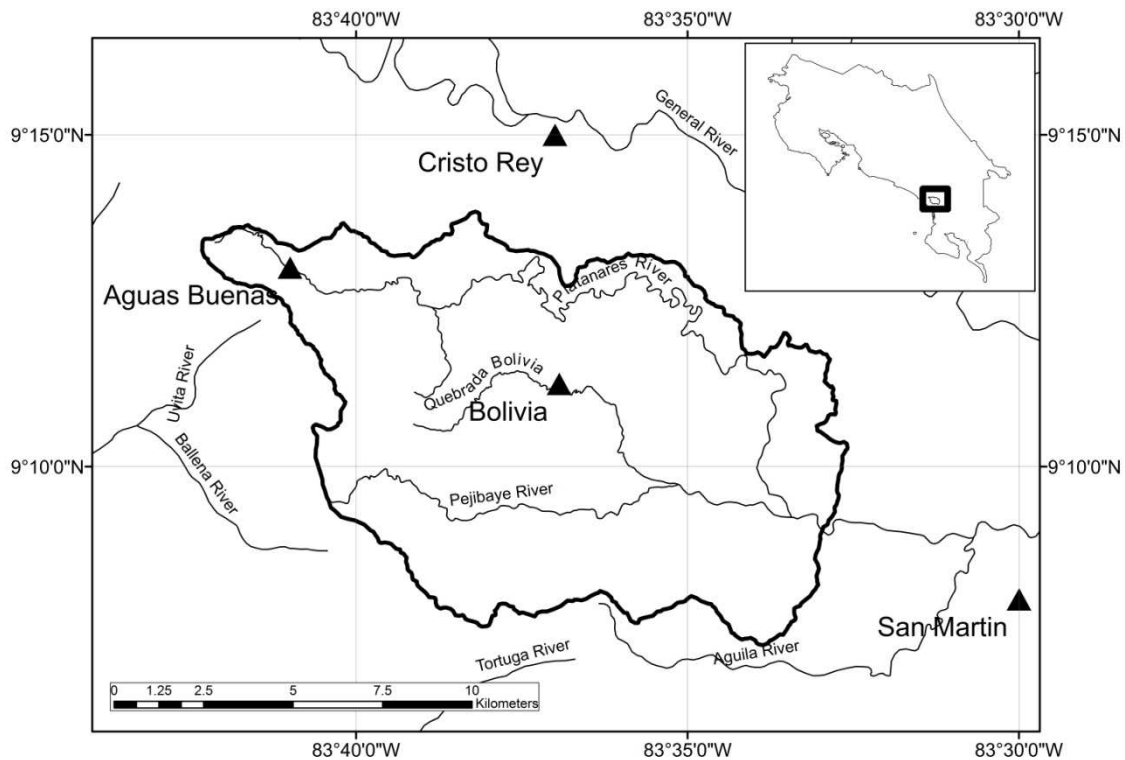 83°40'0"W
83°35'0"W
83°30'0"W
General River
9°15'0"N
9°15'0"N
Cristo Rey
Platanares River
Aguas Buenas
Uvita River
Quebrada Bolivia
Bolivia
Ballena River
9°10'0"N
9°10'0"N
Pejibaye River
San Martin
Tortuga River
Aguila River
0 1.25 2.5 5 7.5 10
Kilometers
83°40'0"W
83°35'0"W
83°30'0"W